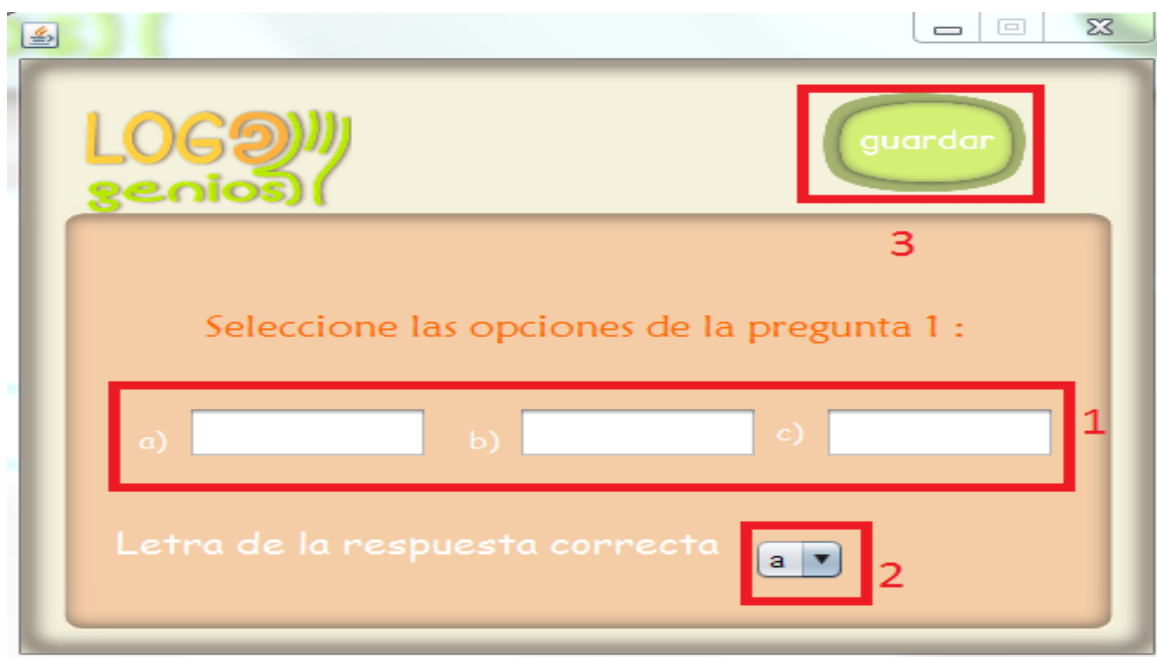 LOGO
genios
guardar
3
Seleccione las opciones de la pregunta 1 :
a)
b)
c)
1
Letra de la respuesta correcta
a
2